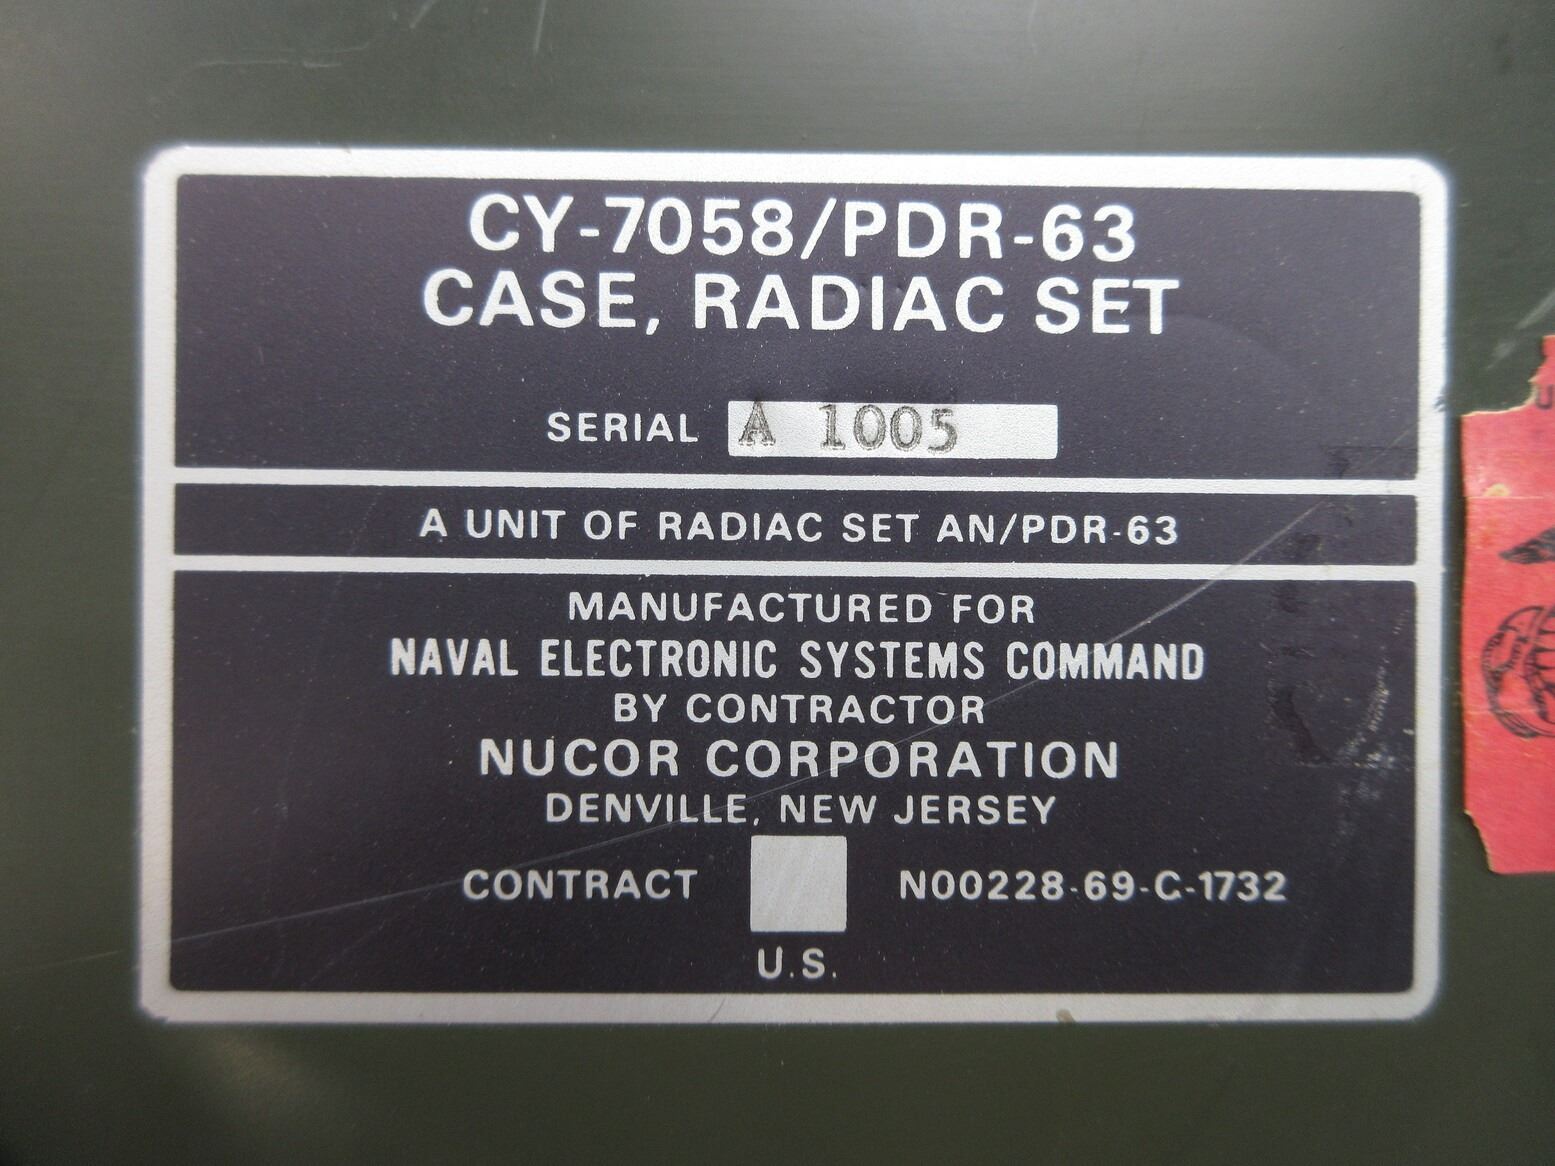 CY-7058/PDR-63
CASE, RADIAC SET
SERIAL A 1005
A UNIT OF RADIAC SET AN/PDR-63
MANUFACTURED FOR
NAVAL ELECTRONIC SYSTEMS COMMAND
BY CONTRACTOR
NUCOR CORPORATION
DENVILLE, NEW JERSEY
CONTRACT N00228-69-C-1732
U.S.